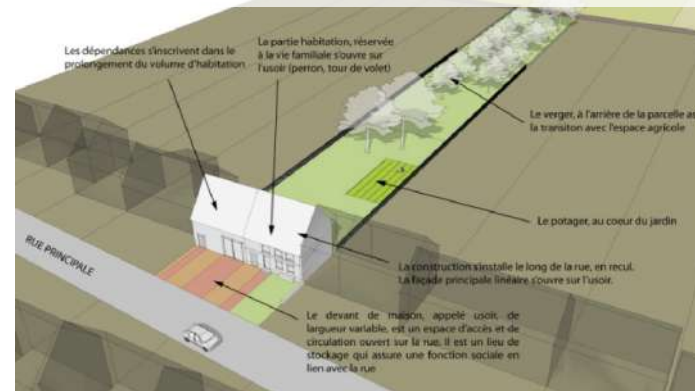 Les dépendances s'inscrivent dans le
prolongement du volume d'habitation
La partie habitation, réservée
à la vie familiale s'ouvre sur
l'usoir (perron, tour de volet)
Le verger, à l'arrière de la parcelle as
la transiton avec l'espace agricole
Le potager, au coeur du jardin
RUE PRINCIPALE
La construction s'installe le long de la rue, en recul.
La façade principale linéaire s'ouvre sur l'usoir.
Le devant de maison, appelé usoir, de
largueur variable, est un espace d'accès et de
circulation ouvert sur la rue. Il est un lieu de
stockage qui assure une fonction sociale en
lien avec la rue